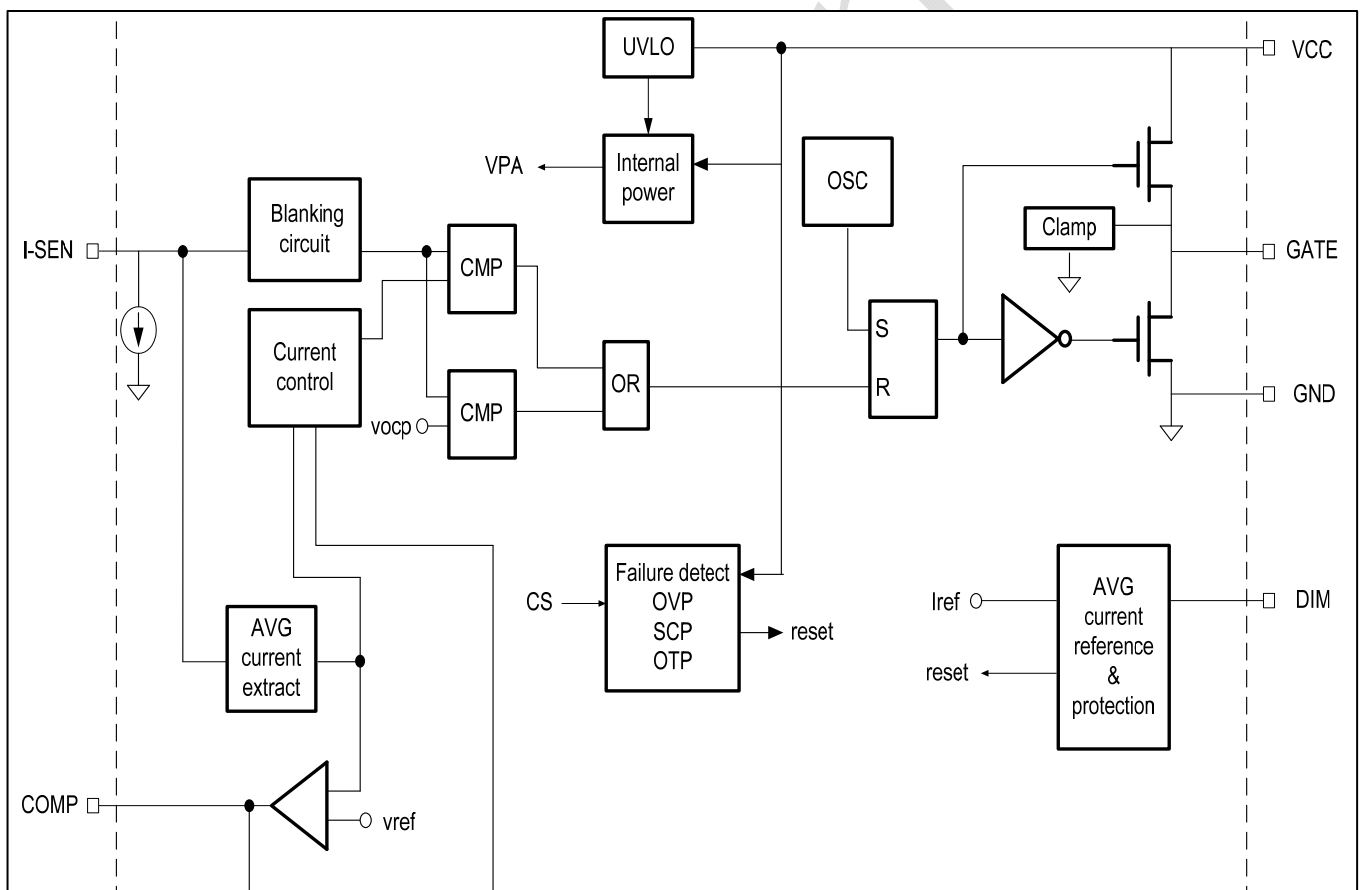 UVLO
VCC
Internal
power
VPA
OSC
Blanking
circuit
I-SEN
CMP
Clamp
GATE
Current
control
S
R
OR
CMP
vocp
GND
Failure detect
OVP
SCP
OTP
CS
reset
AVG
current
reference
&
protection
Iref
DIM
reset
AVG
current
extract
COMP
vref